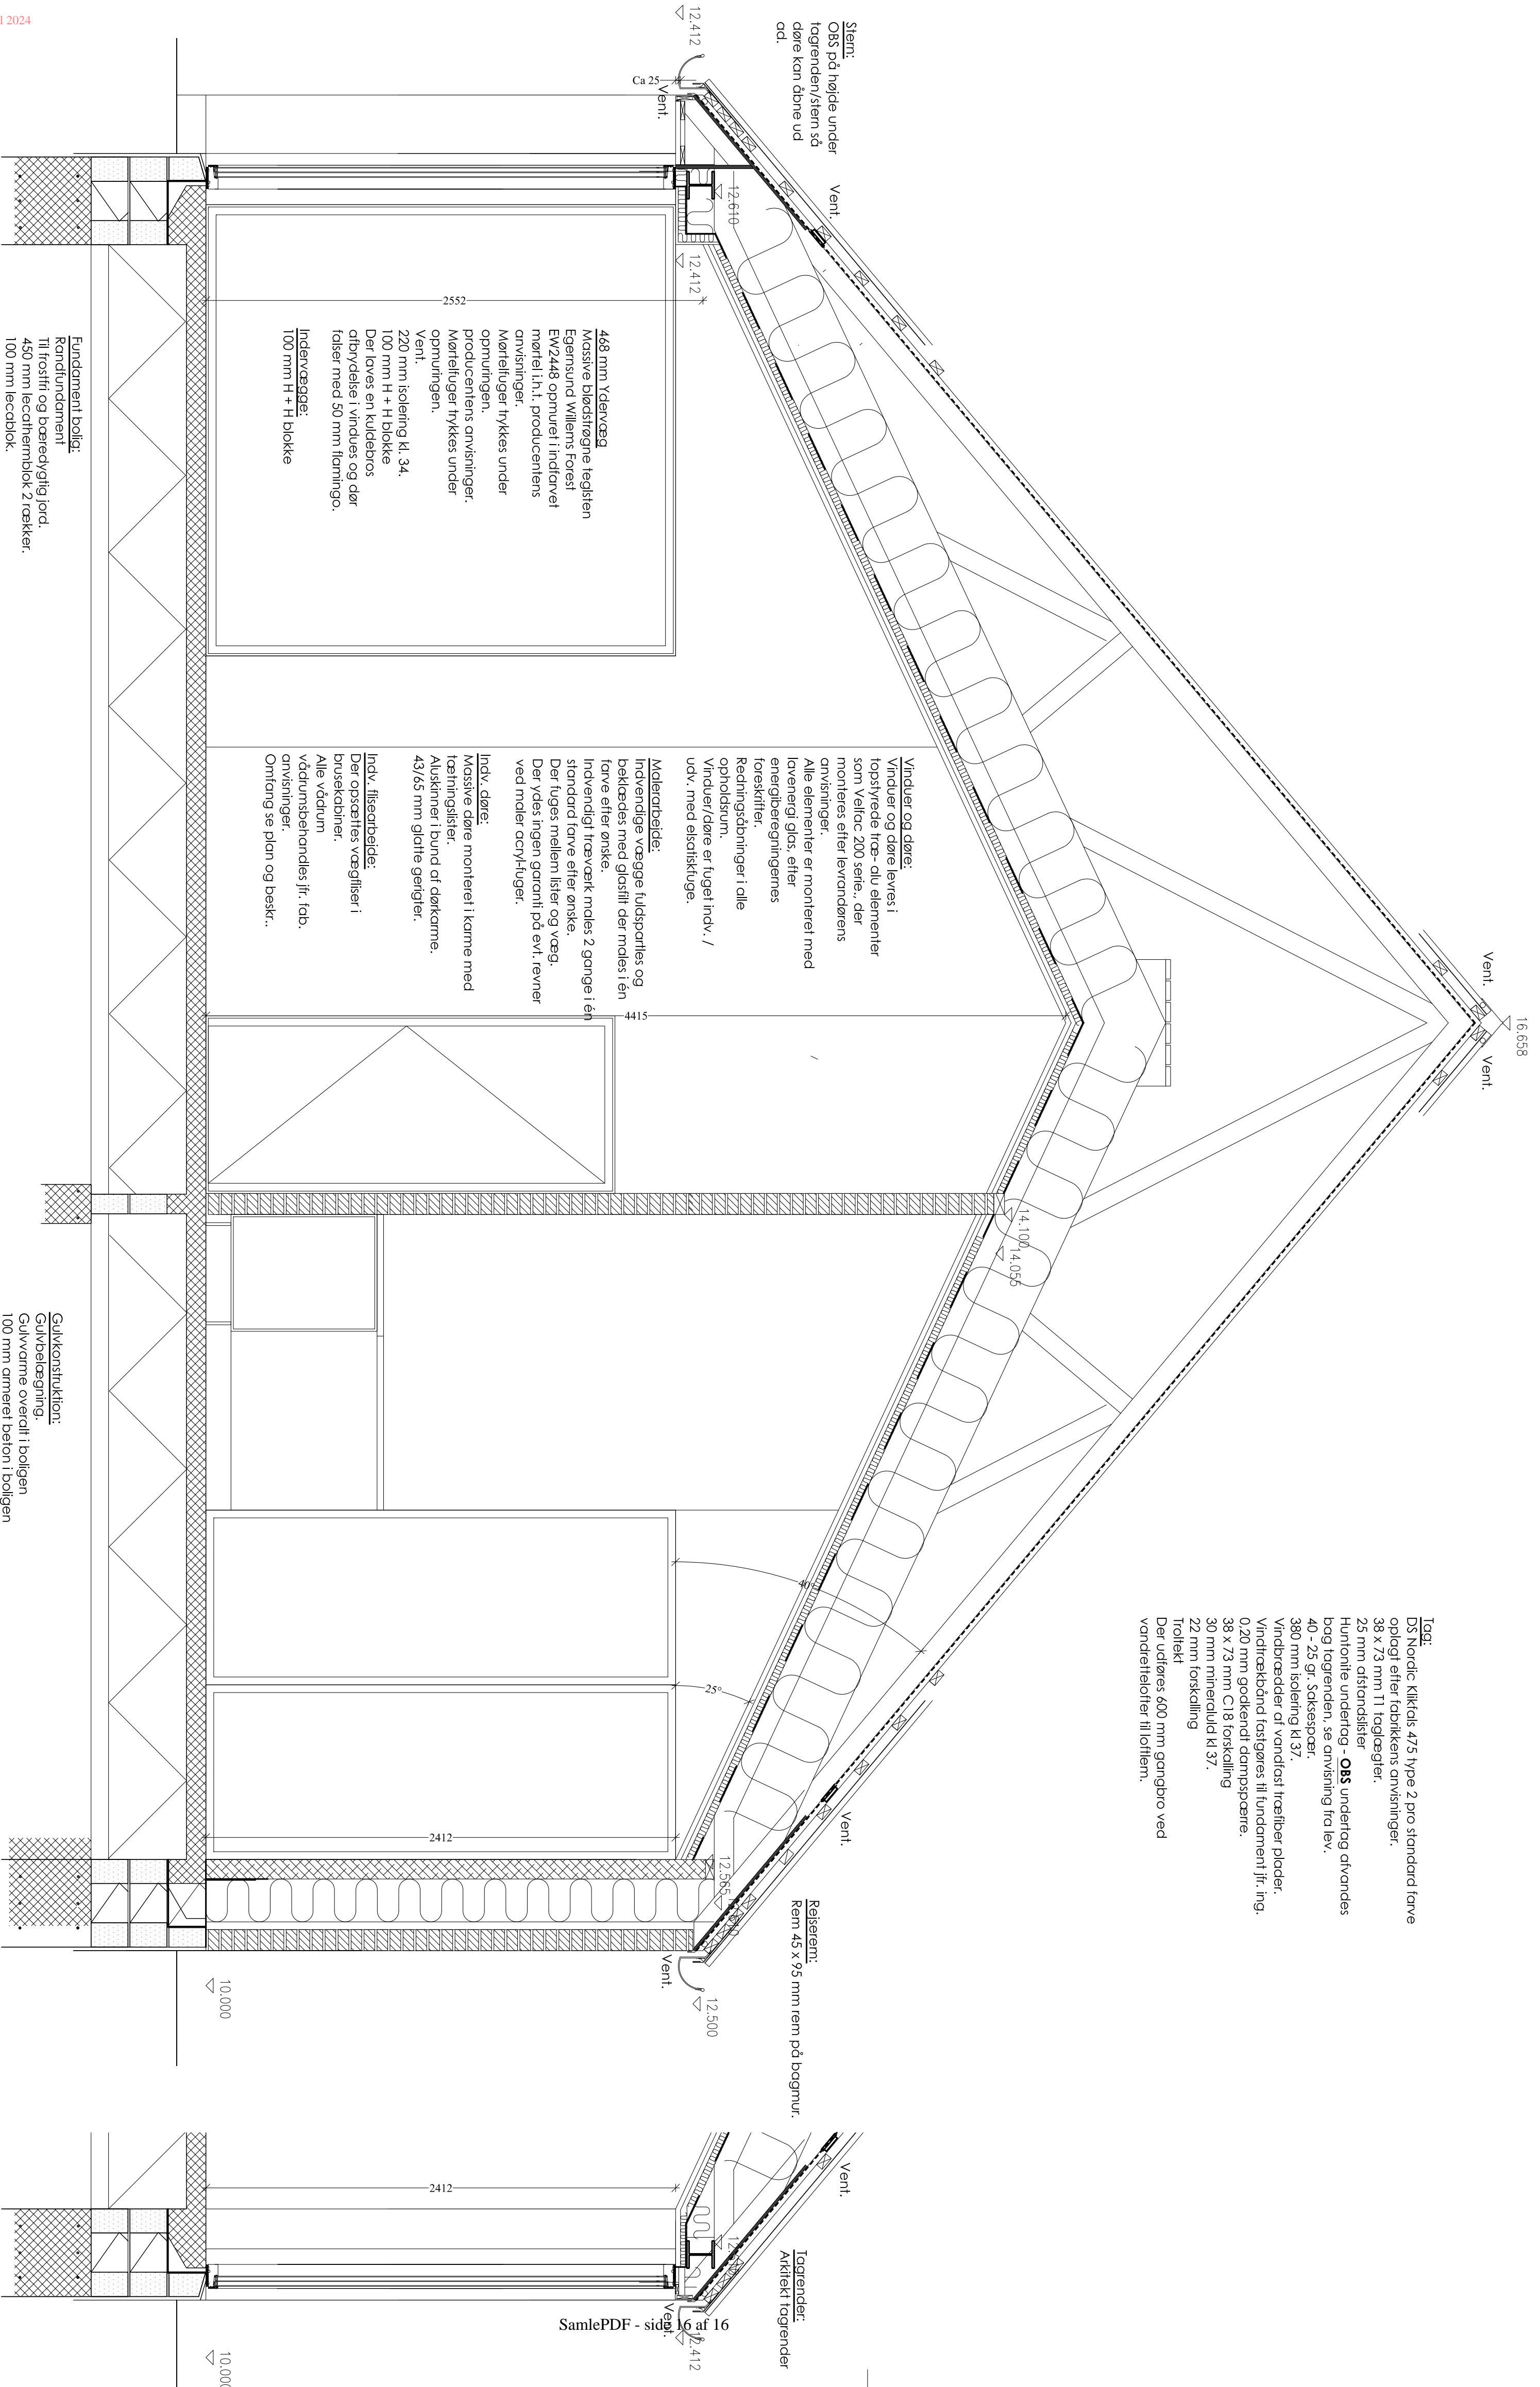 l 2024
12.412
Stern:
OBS på højde under
tagrenden/stern så
døre kan åbne ud
ad.
Ca 25
Vent.
Vent.
12.610
12.412
2552
468 mm Ydervæg
Massive blødstrøgne teglsten
Egernsund Willems Forest
EW2448 opmuret i indfarvet
mørtel i.h.t. producentens
anvisninger.
Mørtelfuger trykkes under
opmuringen.
producentens anvisninger.
Mørtelfuger trykkes under
opmuringen.
Vent.
220 mm isolering kl. 34.
100 mm H + H blokke
Der laves en kuldebros
afbrydelse i vindues og dør
falser med 50 mm flamingo.
Indervægge:
100 mm H + H blokke
Fundament bolig:
Randfundament
Til frostfri og bæredygtig jord.
450 mm lecathermblok 2 rækker.
100 mm lecablok.
Vinduer og døre:
Vinduer og døre levres i
topstyrede træ- alu elementer
som Velfac 200 serie., der
monteres efter levrandørens
anvisninger.
Alle elementer er monteret med
lavenergi glas, efter
energiberegningernes
foreskrifter.
Redningsåbninger i alle
opholdsrum.
Vinduer/døre er fuget indv. /
udv. med elsatiskfuge.
Malerarbejde:
Indvendige vægge fuldspartles og
beklædes med glasfilt der males i én
farve efter ønske.
Indvendigt træværk males 2 gange i én
standard farve efter ønske.
Der fuges mellem lister og væg.
Der ydes ingen garanti på evt. revner
ved maler acryl-fuger.
Indv. døre:
Massive døre monteret i karme med
tætningslister.
Aluskinner i bund af dørkarme.
43/65 mm glatte gerigter.
Indv. flisearbejde:
Der opsættes vægfliser i
brusekabiner.
Alle vådrum
vådrumsbehandles jfr. fab.
anvisninger.
Omfang se plan og beskr..
4415
Vent.
16.658
Vent.
14.100
14.055
Gulvkonstruktion:
Gulvbelægning.
Gulvvarme overalt i boligen
100 mm armeret beton i boligen
Tag:
DS Nordic Klikfals 475 type 2 pro standard farve
oplagt efter fabrikkens anvisninger.
38 x 73 mm T1 taglægter.
25 mm afstandslister
Huntonite undertag - OBS undertag afvandes
bag tagrenden, se anvisning fra lev.
40 - 25 gr. Saksespær.
380 mm isolering kl 37.
Vindbrædder af vandfast træfiber plader.
Vindtrækbånd fastgøres til fundament jfr. ing.
0,20 mm godkendt dampspærre.
38 x 73 mm C18 forskalling
30 mm mineraluld kl 37.
22 mm forskalling
Troltekt
Der udføres 600 mm gangbro ved
vandrettelofter til loftlem.
40°
25°
2412
Vent.
12.565
Rejserem:
Rem 45 x 95 mm rem på bagmur.
Vent.
12.500
10.000
2412
Vent.
Tagrender:
Arkitekt tagrender
Vent.
12.412
10.000
SamlePDF - side 16 af 16